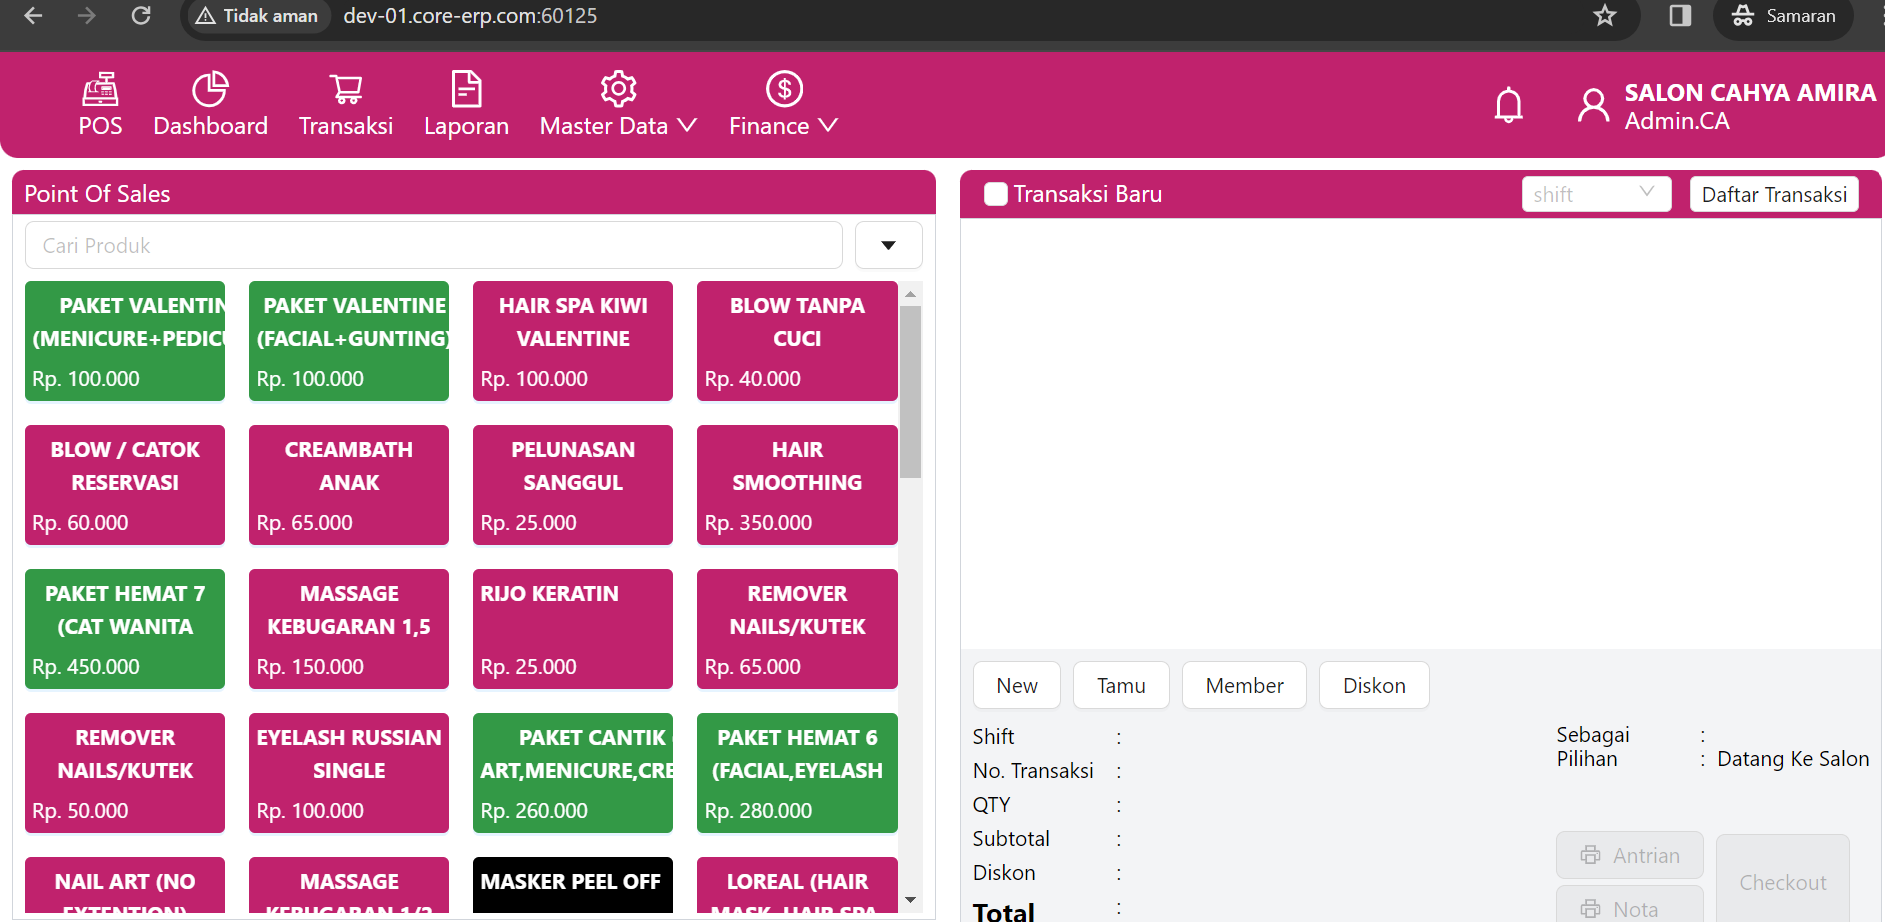 Tidak aman
dev-01.core-erp.com:60125
Samaran
POS
Dashboard
Transaksi
Laporan
Master Data
Finance
SALON CAHYA AMIRA
Admin.CA
Point Of Sales
Cari Produk
PAKET VALENTIN
(MENICURE+PEDICU
Rp. 100.000
PAKET VALENTINE
(FACIAL+GUNTING)
Rp. 100.000
HAIR SPA KIWI
VALENTINE
Rp. 100.000
BLOW TANPA
CUCI
Rp. 40.000
BLOW / CATOK
RESERVASI
Rp. 60.000
CREAMBATH
ANAK
Rp. 65.000
PELUNASAN
SANGGUL
Rp. 25.000
HAIR
SMOOTHING
Rp. 350.000
PAKET HEMAT 7
(CAT WANITA
Rp. 450.000
MASSAGE
KEBUGARAN 1,5
Rp. 150.000
RIJO KERATIN
Rp. 25.000
REMOVER
NAILS/KUTEK
Rp. 65.000
REMOVER
NAILS/KUTEK
Rp. 50.000
EYELASH RUSSIAN
SINGLE
Rp. 100.000
PAKET CANTIK
ART,MENICURE,CRE
Rp. 260.000
PAKET HEMAT 6
(FACIAL,EYELASH
Rp. 280.000
NAIL ART (NO
EXTENTION)
MASSAGE
KEBUGARAN 1/2
MASKER PEEL OFF
LOREAL (HAIR
MASK, HAIR SPA
Transaksi Baru
shift
Daftar Transaksi
New
Tamu
Member
Diskon
Shift :
No. Transaksi :
QTY :
Subtotal :
Diskon :
Total :
Sebagai :
Pilihan : Datang Ke Salon
Antrian
Nota
Checkout